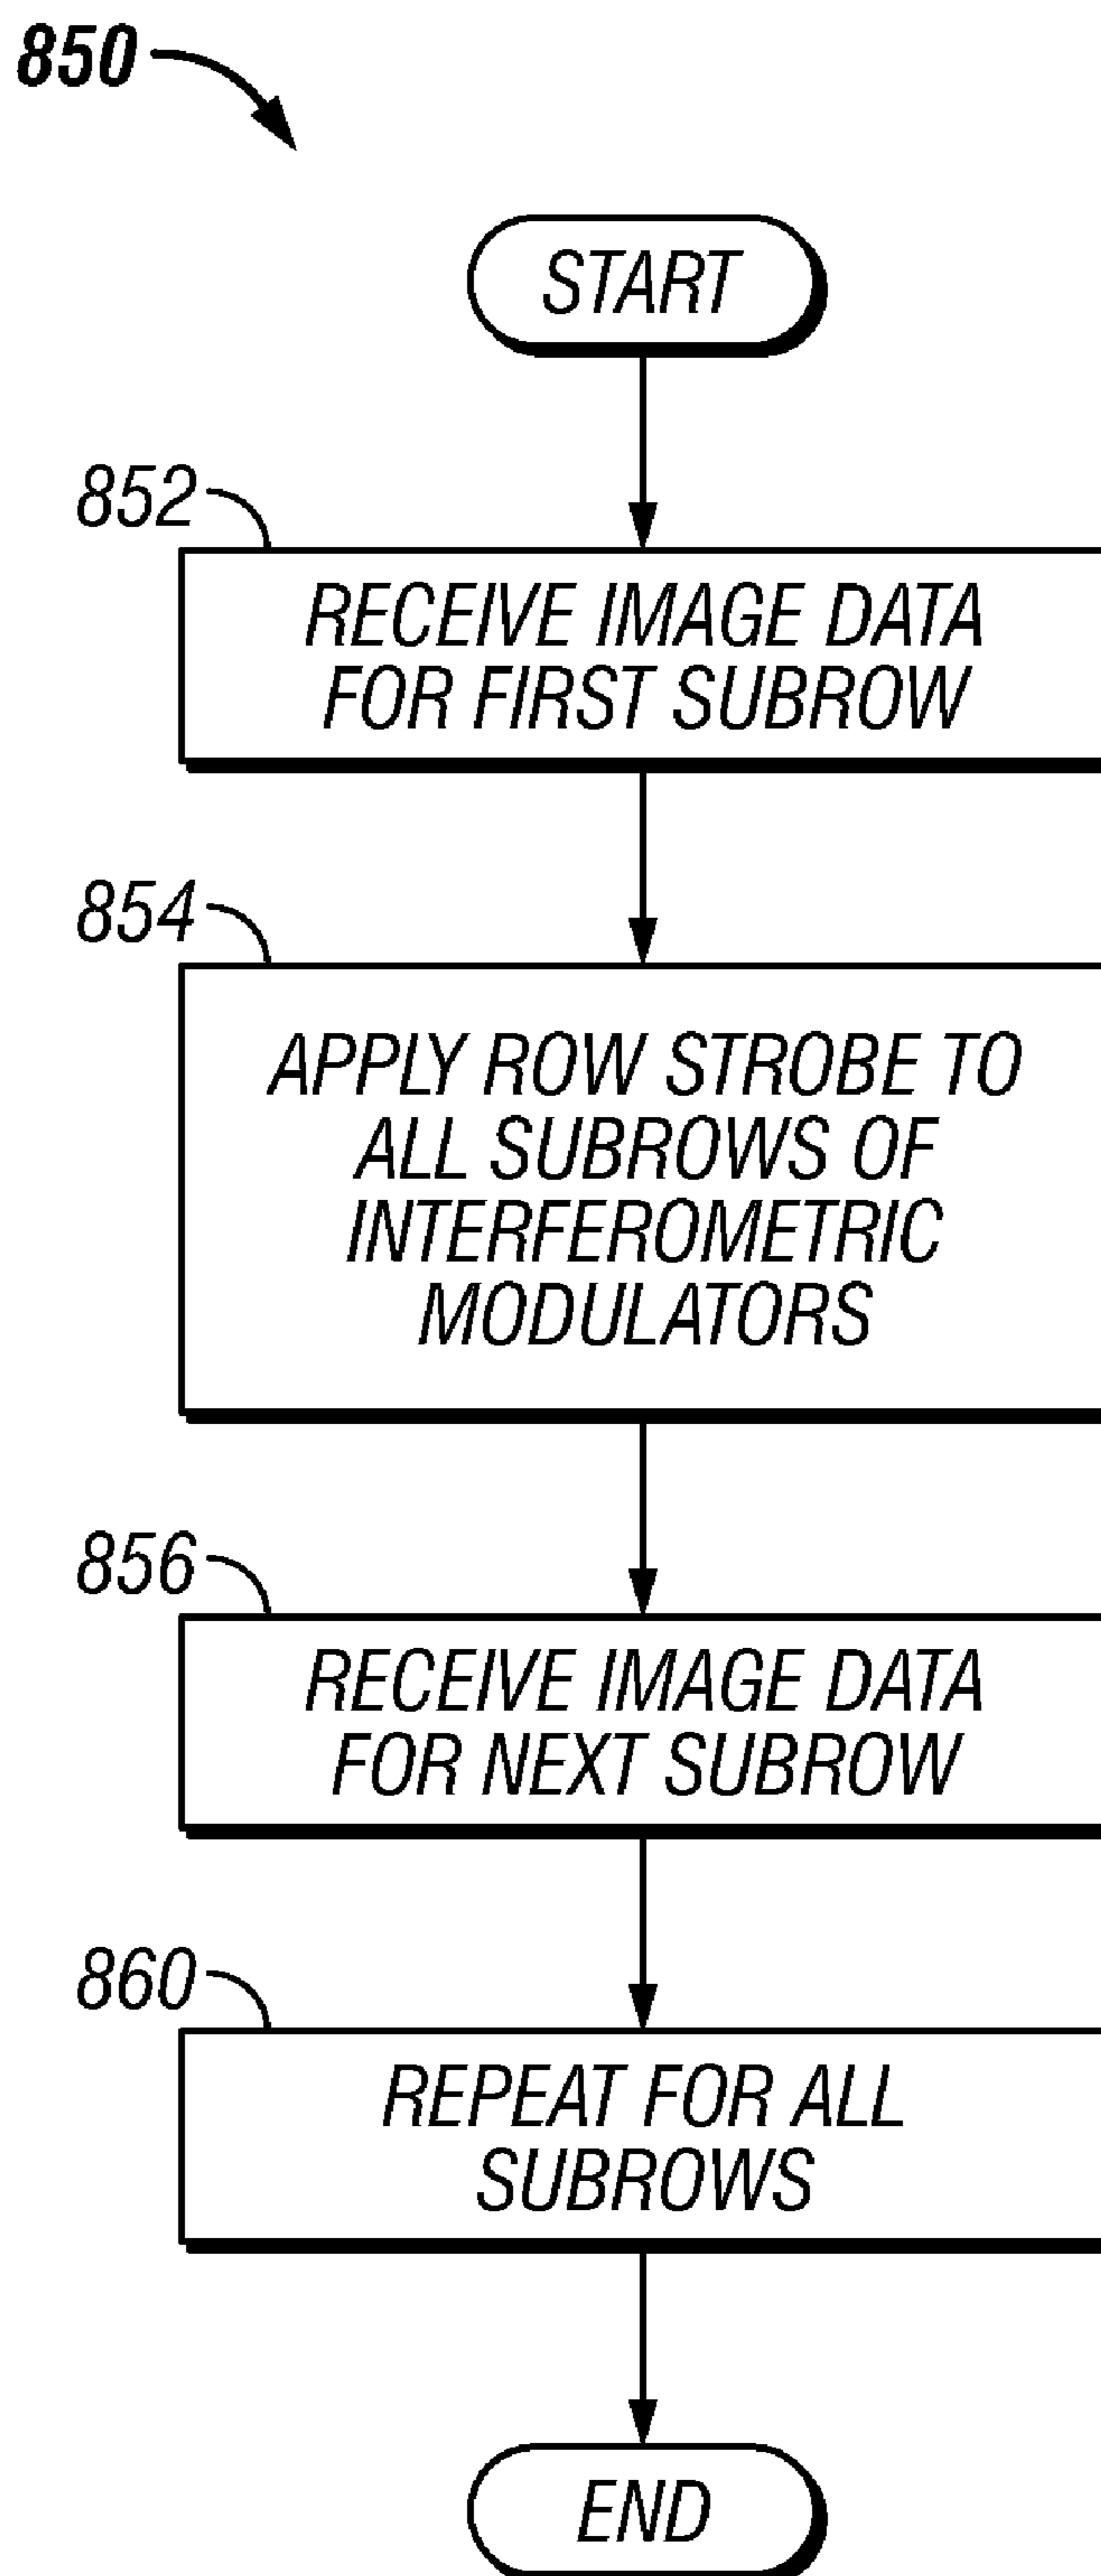 850
START
852
RECEIVE IMAGE DATA
FOR FIRST SUBROW
854
APPLY ROW STROBE TO
ALL SUBROWS OF
INTERFEROMETRIC
MODULATORS
856
RECEIVE IMAGE DATA
FOR NEXT SUBROW
860
REPEAT FOR ALL
SUBROWS
END